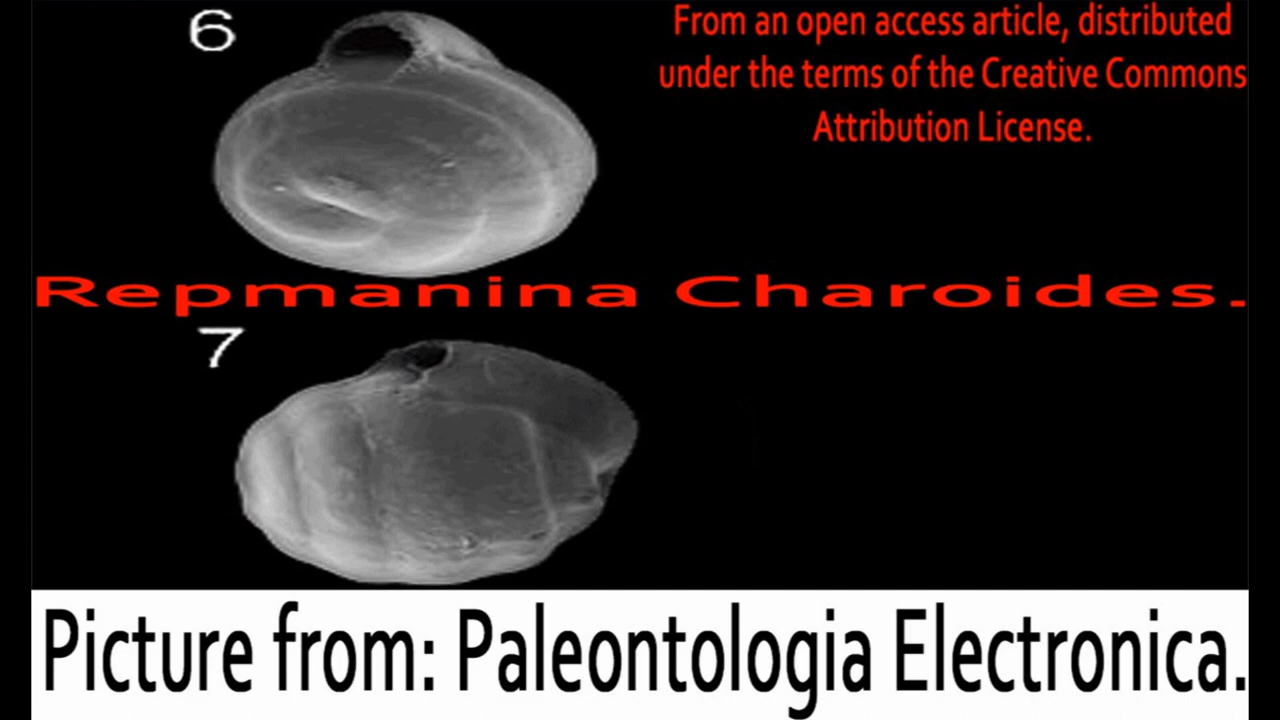 6
From an open access article, distributed
under the terms of the Creative Commons
Attribution License.
Repmanina Charoides.
7
Picture from: Paleontologia Electronica.